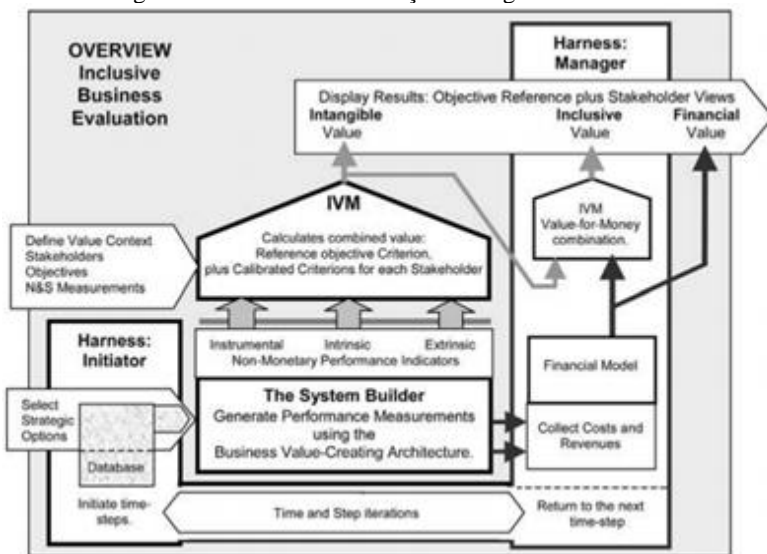 OVERVIEW
Inclusive
Business
Evaluation
Harness:
Manager
Display Results: Objective Reference plus Stakeholder Views
Intangible
Value
Inclusive
Value
Financial
Value
IVM
Calculates combined value:
Reference objective Criterion,
plus Calibrated Criterions for each Stakeholder
IVM
Value-for-Money
combination.
Define Value Context
Stakeholders
Objectives
N&S Measurements
Harness:
Initiator
Instrumental Intrinsic Extrinsic
Non-Monetary Performance Indicators
Financial Model
Select
Strategic
Options
Database
The System Builder
Generate Performance Measurements
using the
Business Value-Creating Architecture.
Collect Costs and
Revenues
Initiate time-
steps.
Time and Step iterations
Return to the next
time-step